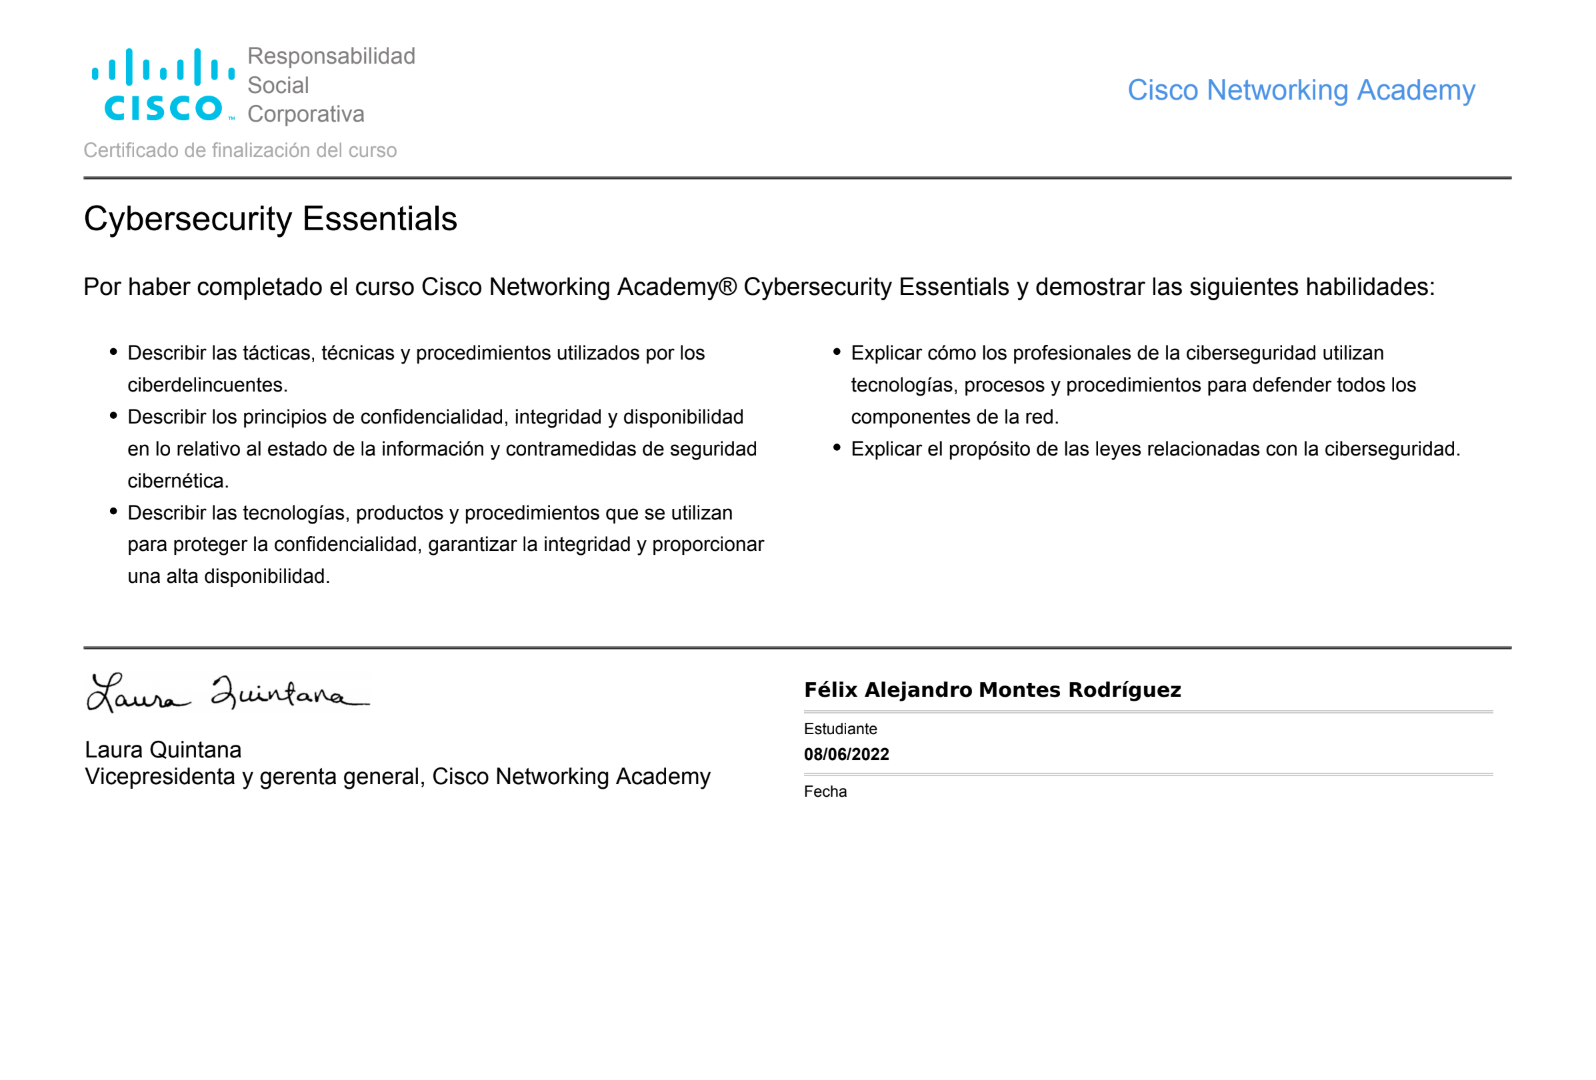 Responsabilidad
Social
Corporativa
CISCO™
Cisco Networking Academy
Certificado de finalización del curso
Cybersecurity Essentials
Por haber completado el curso Cisco Networking Academy® Cybersecurity Essentials y demostrar las siguientes habilidades:
• Describir las tácticas, técnicas y procedimientos utilizados por los
ciberdelincuentes.
• Describir los principios de confidencialidad, integridad y disponibilidad
en lo relativo al estado de la información y contramedidas de seguridad
cibernética.
• Describir las tecnologías, productos y procedimientos que se utilizan
para proteger la confidencialidad, garantizar la integridad y proporcionar
una alta disponibilidad.
• Explicar cómo los profesionales de la ciberseguridad utilizan
tecnologías, procesos y procedimientos para defender todos los
componentes de la red.
• Explicar el propósito de las leyes relacionadas con la ciberseguridad.
Laura Quintana
Laura Quintana
Vicepresidenta y gerenta general, Cisco Networking Academy
Félix Alejandro Montes Rodríguez
Estudiante
08/06/2022
Fecha